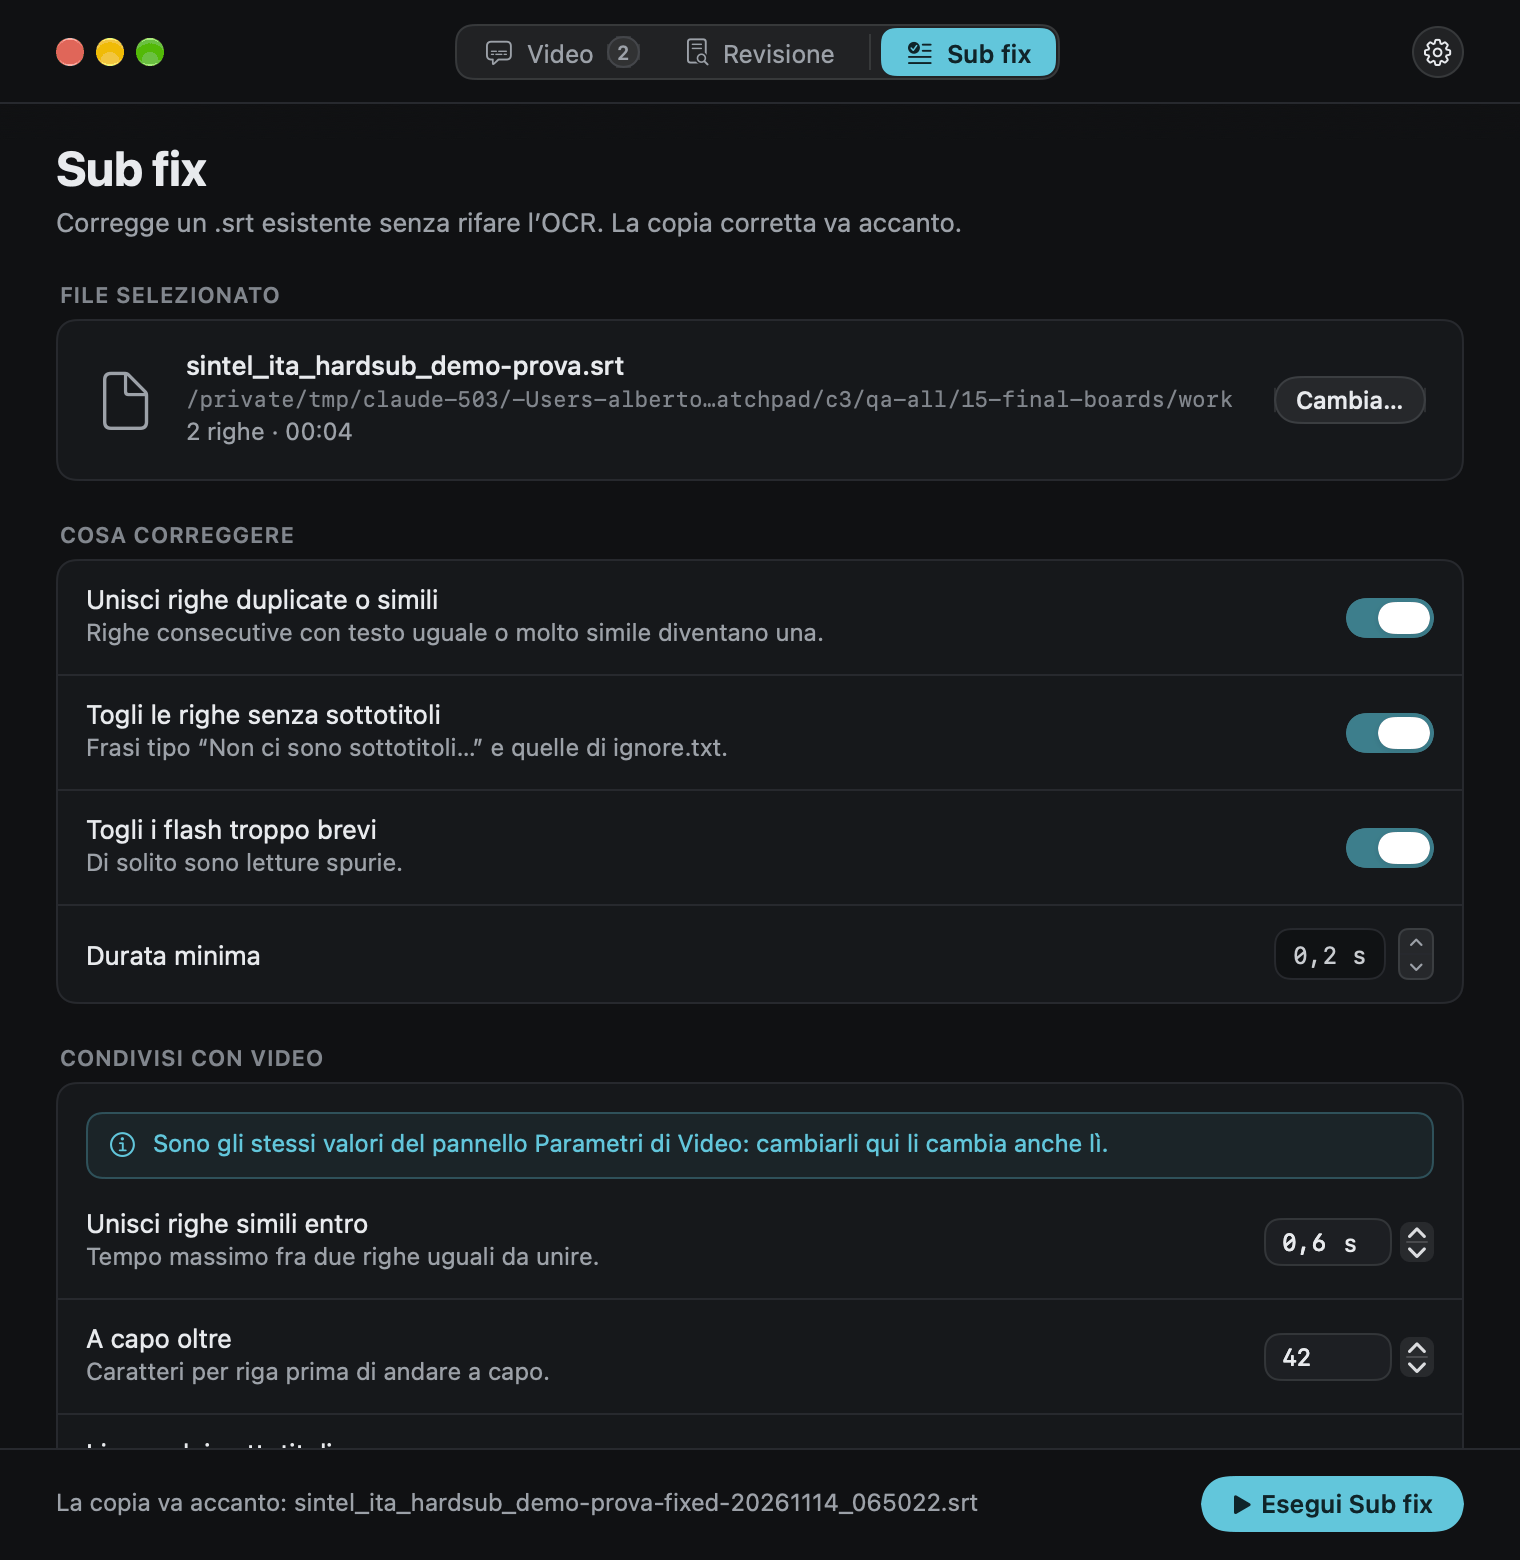 Video 2 Revisione Sub fix
Sub fix
Corregge un .srt esistente senza rifare l’OCR. La copia corretta va accanto.
FILE SELEZIONATO
sintel_ita_hardsub_demo-prova.srt
/private/tmp/claude-503/-Users-alberto…atchpad/c3/qa-all/15-final-boards/work
2 righe · 00:04
Cambia…
COSA CORREGGERE
Unisci righe duplicate o simili
Righe consecutive con testo uguale o molto simile diventano una.
Togli le righe senza sottotitoli
Frasi tipo “Non ci sono sottotitoli…” e quelle di ignore.txt.
Togli i flash troppo brevi
Di solito sono letture spurie.
Durata minima
0,2 s
CONDIVISI CON VIDEO
Sono gli stessi valori del pannello Parametri di Video: cambiarli qui li cambia anche lì.
Unisci righe simili entro
Tempo massimo fra due righe uguali da unire.
0,6 s
A capo oltre
Caratteri per riga prima di andare a capo.
42
La copia va accanto: sintel_ita_hardsub_demo-prova-fixed-20261114_065022.srt
Esegui Sub fix